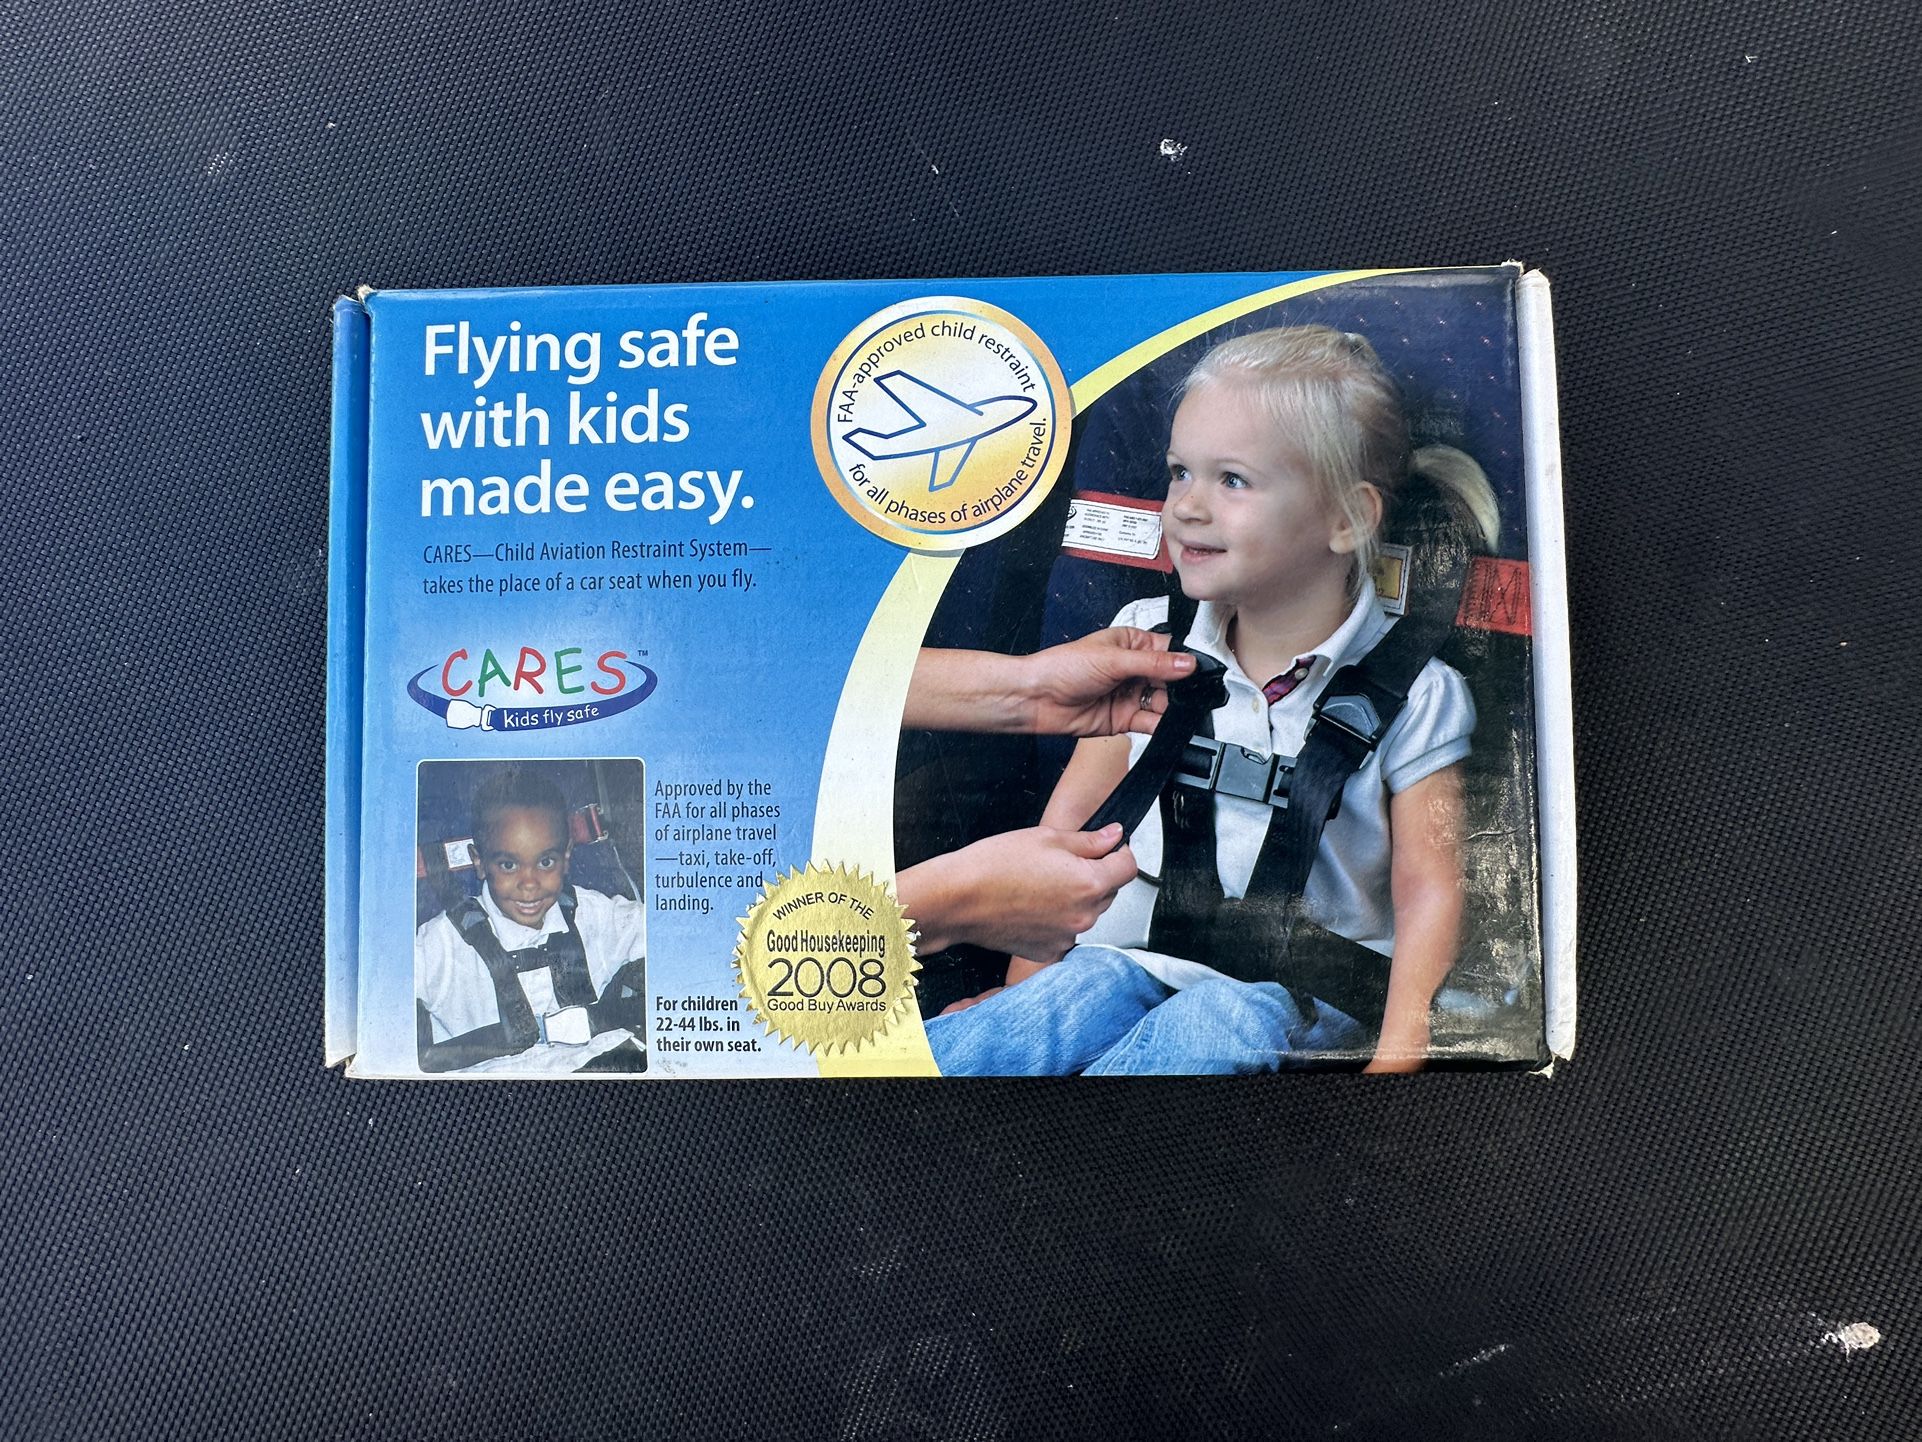 Flying safe
with kids
made easy.
CARES—Child Aviation Restraint System—
takes the place of a car seat when you fly.
FAA-approved child restraint
for all phases of airplane travel.
CARES™
kids fly safe
Approved by the
FAA for all phases
of airplane travel
—taxi, take-off,
turbulence and
landing.
For children
22-44 lbs. in
their own seat.
WINNER OF THE
Good Housekeeping
2008
Good Buy Awards